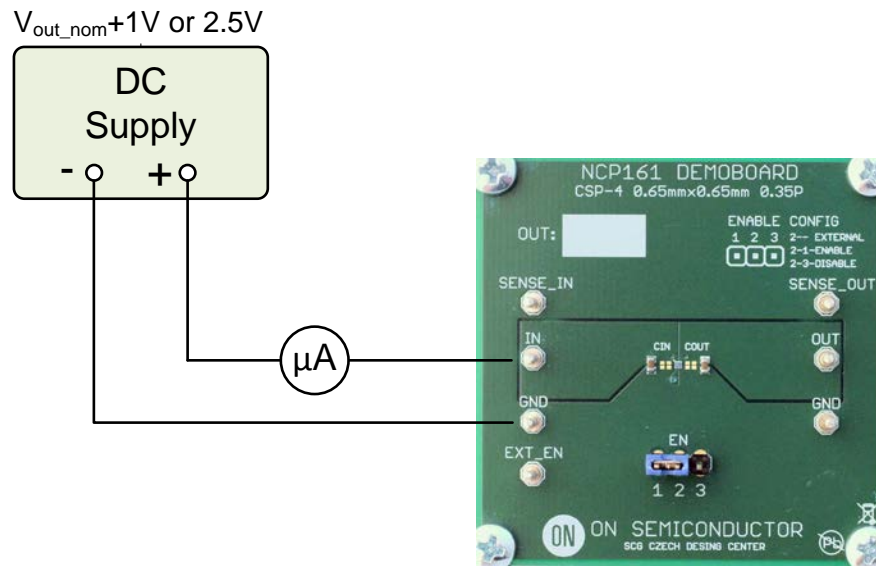 Vout_nom+1V or 2.5V
DC
Supply
- +
µA
NCP161 DEMOBOARD
CSP-4 0.65mm×0.65mm 0.35P
OUT:
ENABLE CONFIG
1 2 3
2-- EXTERNAL
2-1-ENABLE
2-3-DISABLE
SENSE_IN
SENSE_OUT
IN
OUT
CIN
COUT
GND
GND
EXT_EN
EN
1 2 3
ON
ON SEMICONDUCTOR
SCG CZECH DESING CENTER
Pb